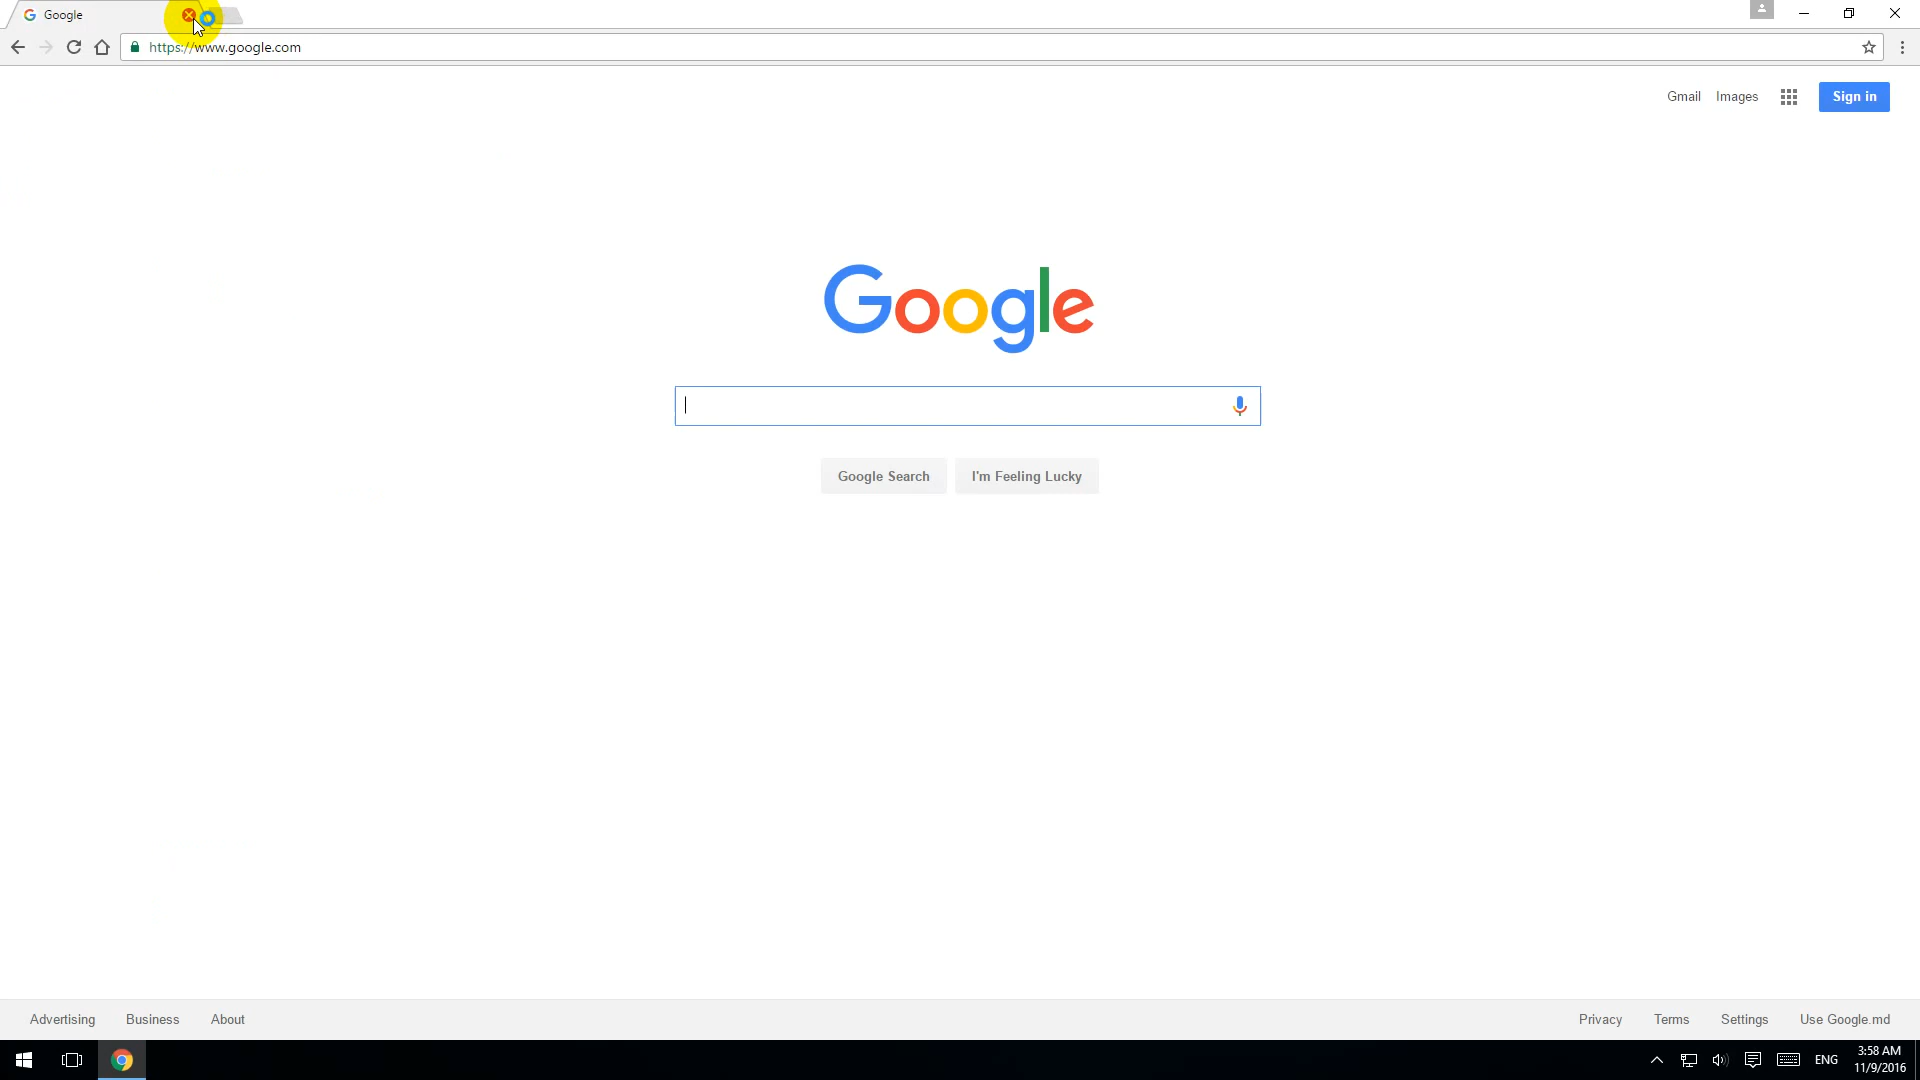 Google
https://www.google.com
Gmail Images Sign in
Google
Google Search I'm Feeling Lucky
Advertising Business About Privacy Terms Settings Use Google.md
ENG 3:58 AM
11/9/2016